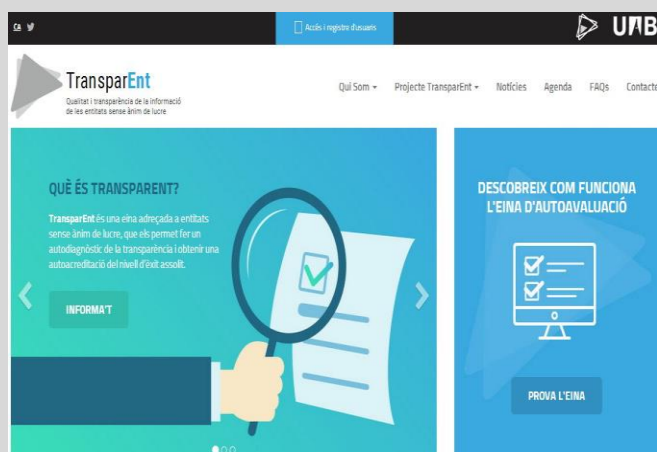 Ca
Accés i registre d'usuaris
UAB
TransparEnt
Qualitat i transparència de la informació
de les entitats sense ànim de lucre
Qui Som
Projecte TransparEnt
Notícies
Agenda
FAQs
Contacte
QUÈ ÉS TRANSPARENT?
TransparEnt és una eina adreçada a entitats
sense ànim de lucre, que els permet fer un
autodiagnòstic de la transparència i obtenir una
autoacreditació del nivell d'èxit assolit.
INFORMA'T
DESCOBREIX COM FUNCIONA
L'EINA D'AUTOAVALUACIÓ
PROVA L'EINA